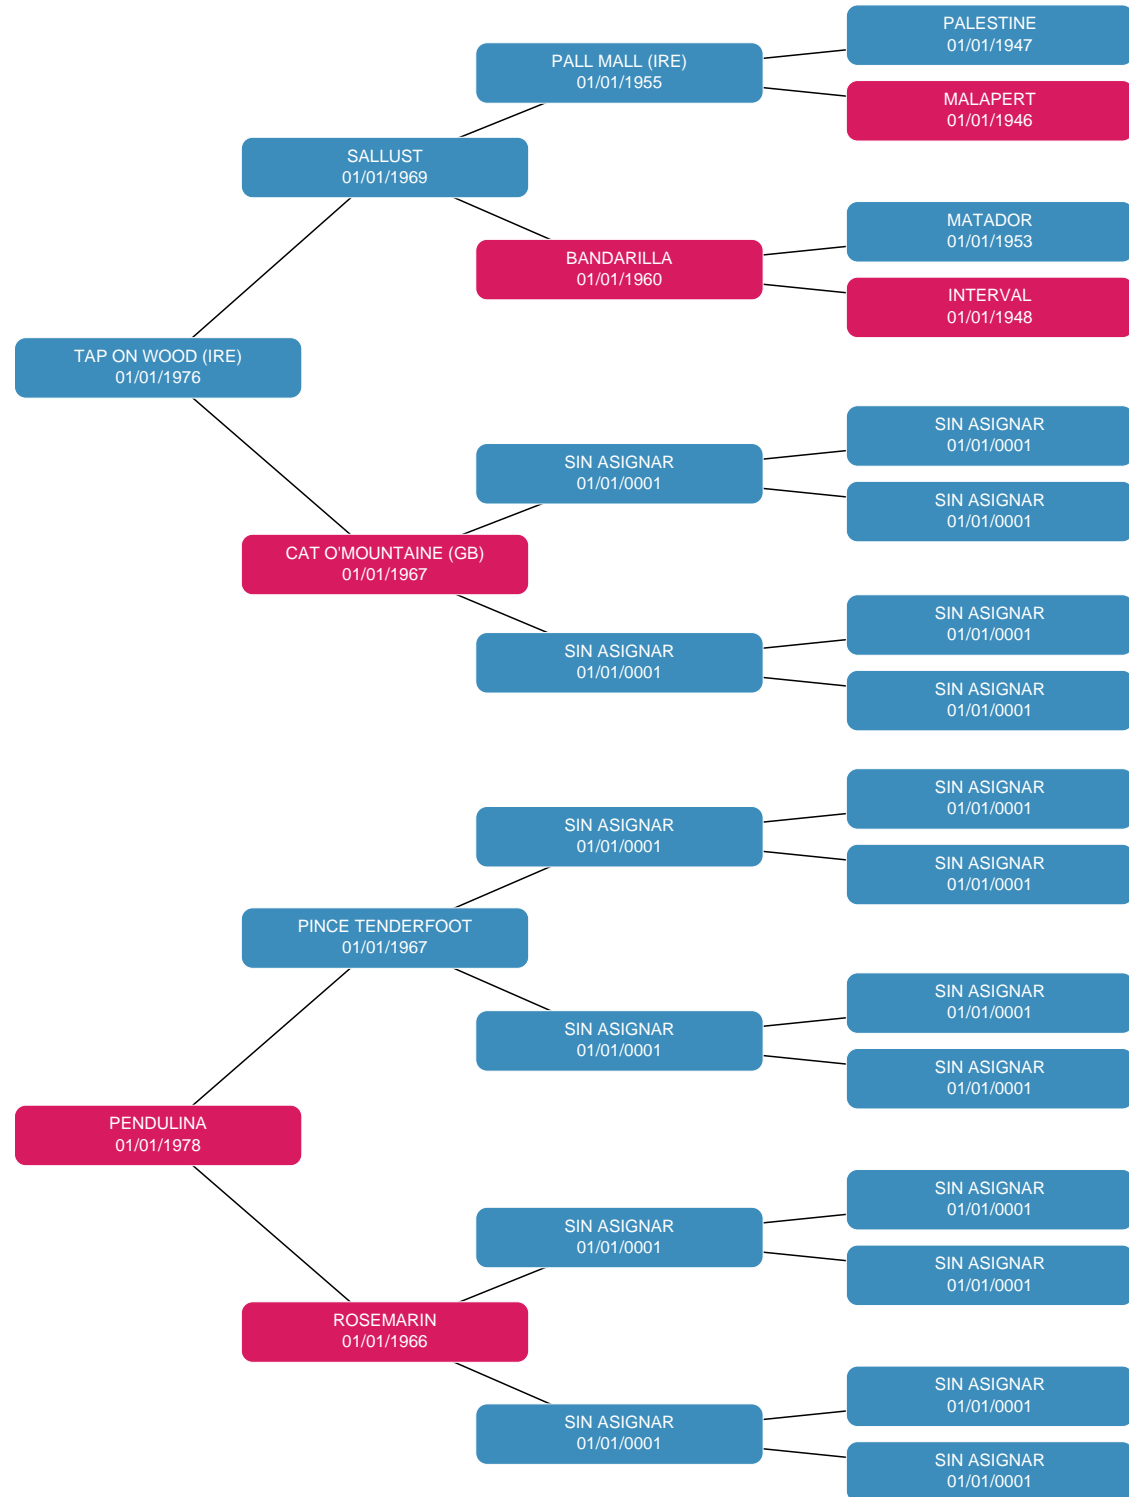 PALESTINE
01/01/1947
PALL MALL (IRE)
01/01/1955
MALAPERT
01/01/1946
SALLUST
01/01/1969
MATADOR
01/01/1953
BANDARILLA
01/01/1960
INTERVAL
01/01/1948
TAP ON WOOD (IRE)
01/01/1976
SIN ASIGNAR
01/01/0001
SIN ASIGNAR
01/01/0001
SIN ASIGNAR
01/01/0001
CAT O'MOUNTAINE (GB)
01/01/1967
SIN ASIGNAR
01/01/0001
SIN ASIGNAR
01/01/0001
SIN ASIGNAR
01/01/0001
SIN ASIGNAR
01/01/0001
SIN ASIGNAR
01/01/0001
SIN ASIGNAR
01/01/0001
PINCE TENDERFOOT
01/01/1967
SIN ASIGNAR
01/01/0001
SIN ASIGNAR
01/01/0001
SIN ASIGNAR
01/01/0001
PENDULINA
01/01/1978
SIN ASIGNAR
01/01/0001
SIN ASIGNAR
01/01/0001
SIN ASIGNAR
01/01/0001
ROSEMARIN
01/01/1966
SIN ASIGNAR
01/01/0001
SIN ASIGNAR
01/01/0001
SIN ASIGNAR
01/01/0001